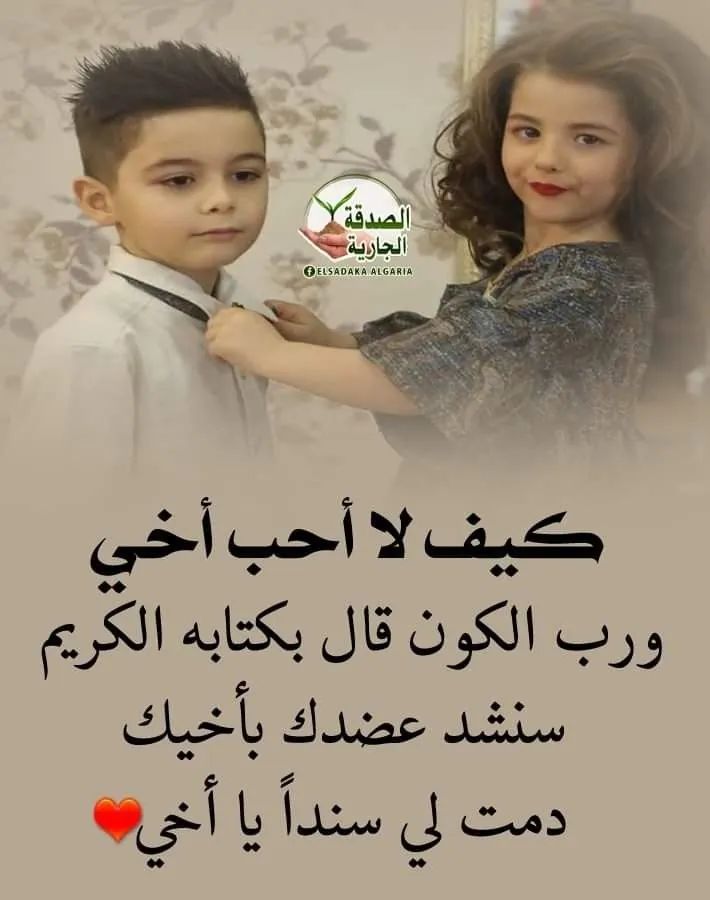 الصدقة
الجارية
ELSADAKA ALGARIA
كيف لا أحب أخي
ورب الكون قال بكتابه الكريم
سنشد عضدك بأخيك
دمت لي سنداً يا أخي❤️